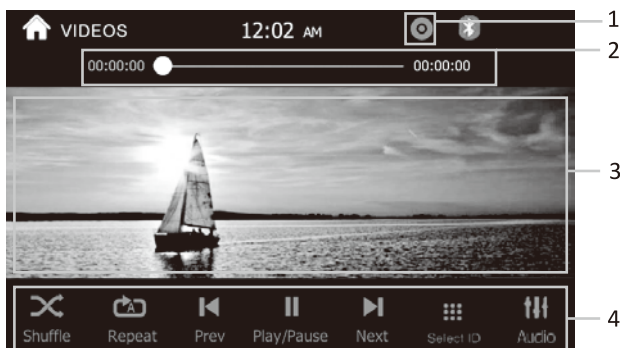 VIDEOS 12:02 AM 1
2
00:00:00 00:00:00
3
Shuffle Repeat Prev Play/Pause Next Select ID Audio 4